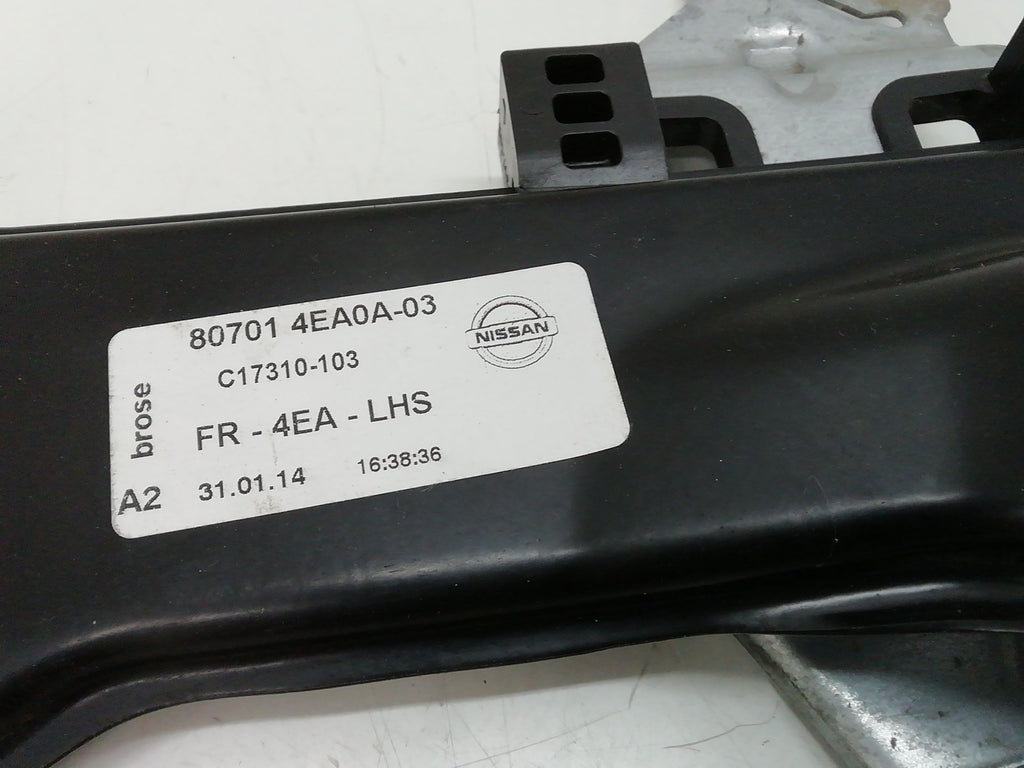 80701 4EA0A-03
NISSAN
C17310-103
brose
FR - 4EA - LHS
A2 31.01.14 16:38:36